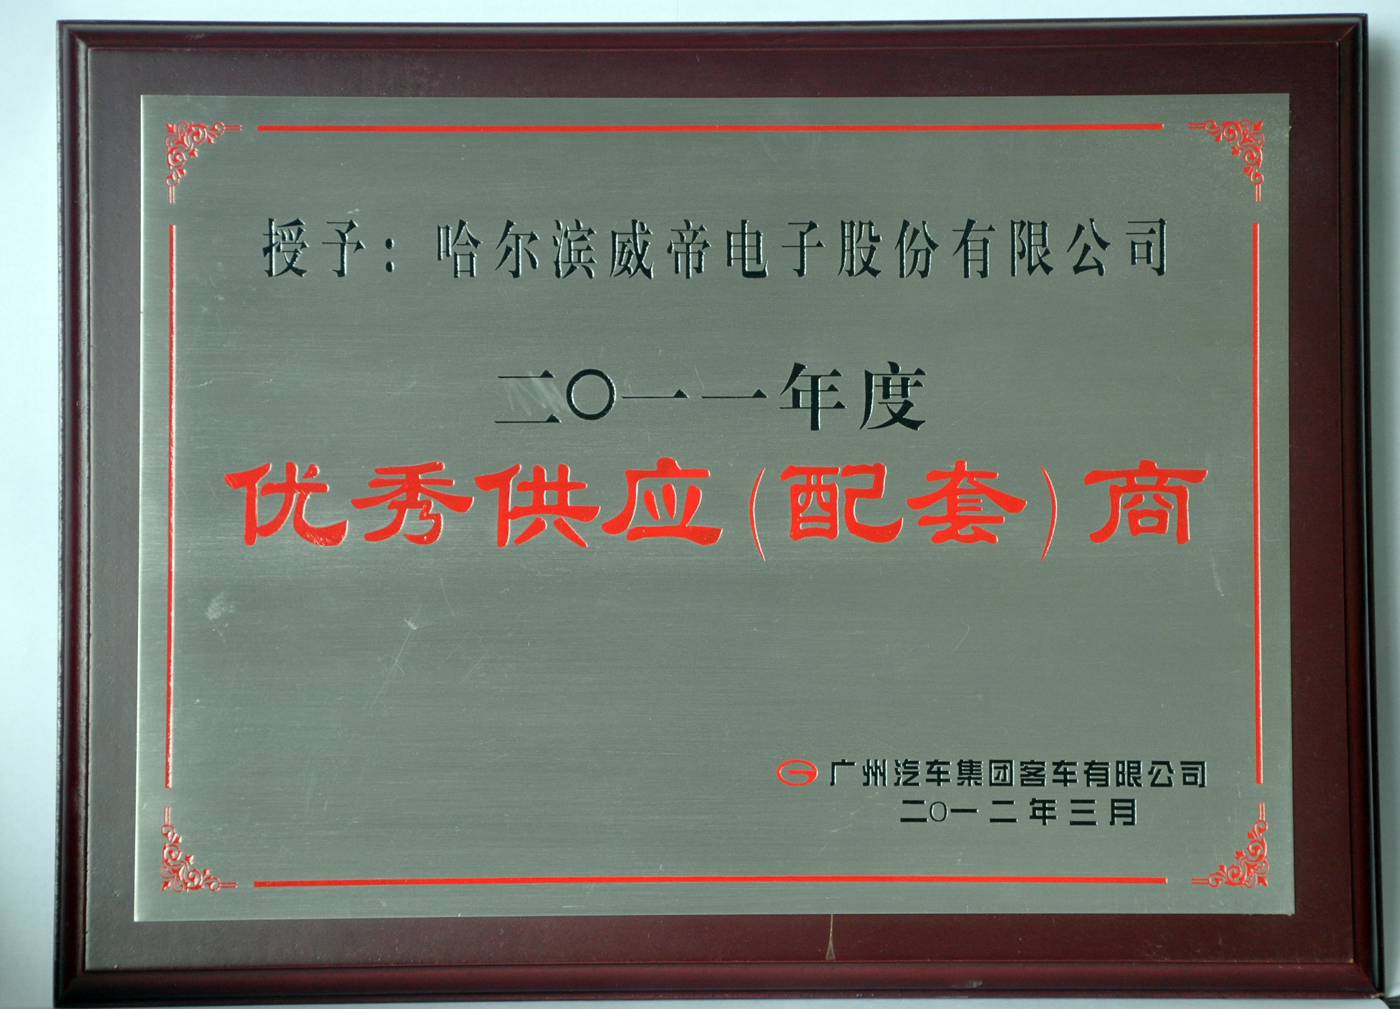 授予：哈尔滨威帝电子股份有限公司
二〇一一年度
优秀供应（配套）商
广州汽车集团客车有限公司
二〇一二年三月